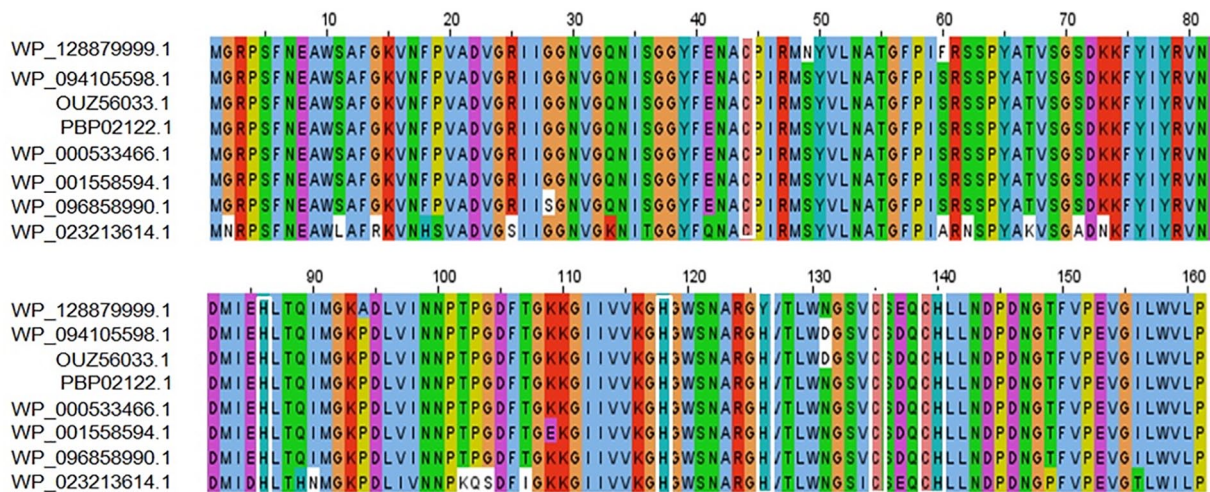 10 20 30 40 50 60 70 80
WP_128879999.1 MGRPSFNEAWSAFGKVNFPVADVGRIIGGNVGQNISGGYFENACPIRMNYVLNATGFPIFRSSPYATVSGSDKKFYIYRVN
WP_094105598.1 MGRPSFNEAWSAFGKVNFPVADVGRIIGGNVGQNISGGYFENACPIRMSYVLNATGFPISRSSPYATVSGSDKKFYIYRVN
OUZ56033.1 MGRPSFNEAWSAFGKVNFPVADVGRIIGGNVGQNISGGYFENACPIRMSYVLNATGFPISRSSPYATVSGSDKKFYIYRVN
PBP02122.1 MGRPSFNEAWSAFGKVNFPVADVGRIIGGNVGQNISGGYFENACPIRMSYVLNATGFPISRSSPYATVSGSDKKFYIYRVN
WP_000533466.1 MGRPSFNEAWSAFGKVNFPVADVGRIIGGNVGQNISGGYFENACPIRMSYVLNATGFPISRSSPYATVSGSDKKFYIYRVN
WP_001558594.1 MGRPSFNEAWSAFGKVNFPVADVGRIIGGNVGQNISGGYFENACPIRMSYVLNATGFPISRSSPYATVSGSDKKFYIYRVN
WP_096858990.1 MGRPSFNEAWSAFGKVNFPVADVGRIISGNVGQNISGGYFENACPIRMSYVLNATGFPISRSSPYATVSGSDKKFYIYRVN
WP_023213614.1 MNRPSFNEAWLAFRKVNHSVADVGSIIGGNVGKNITGGYFQNACPIRMSYVLNATGFPIARNSPYAKVSGADNKFYIYRVN
90 100 110 120 130 140 150 160
WP_128879999.1 DMIEHLTQIMGKADLVINNPTPGDFTGKKGIIVVKGHGWSNARGYVTLWNGSVCSEQCHLLNDPDNGTFVPEVGILWVLP
WP_094105598.1 DMIEHLTQIMGKPDLVINNPTPGDFTGKKGIIVVKGHGWSNARGHVTLWDGSVCSEQCHLLNDPDNGTFVPEVGILWVLP
OUZ56033.1 DMIEHLTQIMGKPDLVINNPTPGDFTGKKGIIVVKGHGWSNARGHVTLWDGSVCSDQCHLLNDPDNGTFVPEVGILWVLP
PBP02122.1 DMIEHLTQIMGKPDLVINNPTPGDFTGKKGIIVVKGHGWSNARGHVTLWNGSVCSDQCHLLNDPDNGTFVPEVGILWVLP
WP_000533466.1 DMIEHLTQIMGKPDLVINNPTPGDFTGKKGIIVVKGHGWSNARGHVTLWNGSVCSDQCHLLNDPDNGTFVPEVGILWVLP
WP_001558594.1 DMIEHLTQIMGKPDLVINNPTPGDFTGEKGIIVVKGHGWSNARGHVTLWNGSVCSDQCHLLNDPDNGTFVPEVGILWVLP
WP_096858990.1 DMIEHLTQIMGKPDLVINNPTPGDFTGKKGIIVVKGHGWSNARGHVTLWNGSVCSDQCHLLNDPDNGTFVPEVGILWVLP
WP_023213614.1 DMIDHLTHNMGKPDLIVNNPKQSDFIGKKGIIVVKGHGWSNARGHVTLWNGSICSDQCHLLNDPDNGPFVPEVGTLWILP